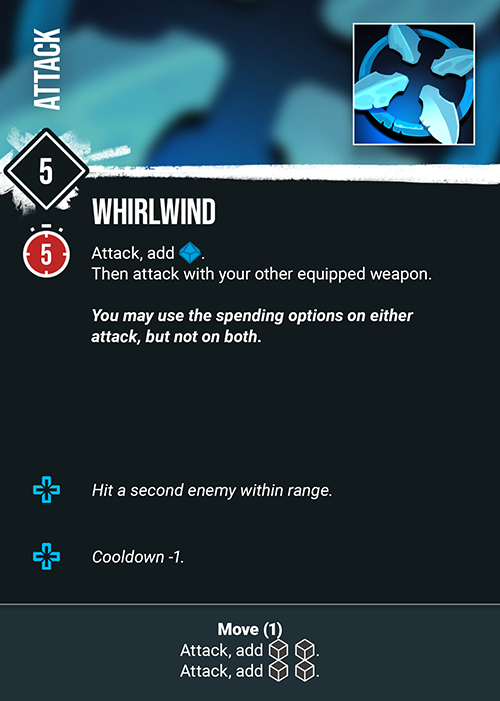 ATTACK
5
WHIRLWIND
5
Attack, add .
Then attack with your other equipped weapon.
You may use the spending options on either
attack, but not on both.
Hit a second enemy within range.
Cooldown -1.
Move (1)
Attack, add .
Attack, add .